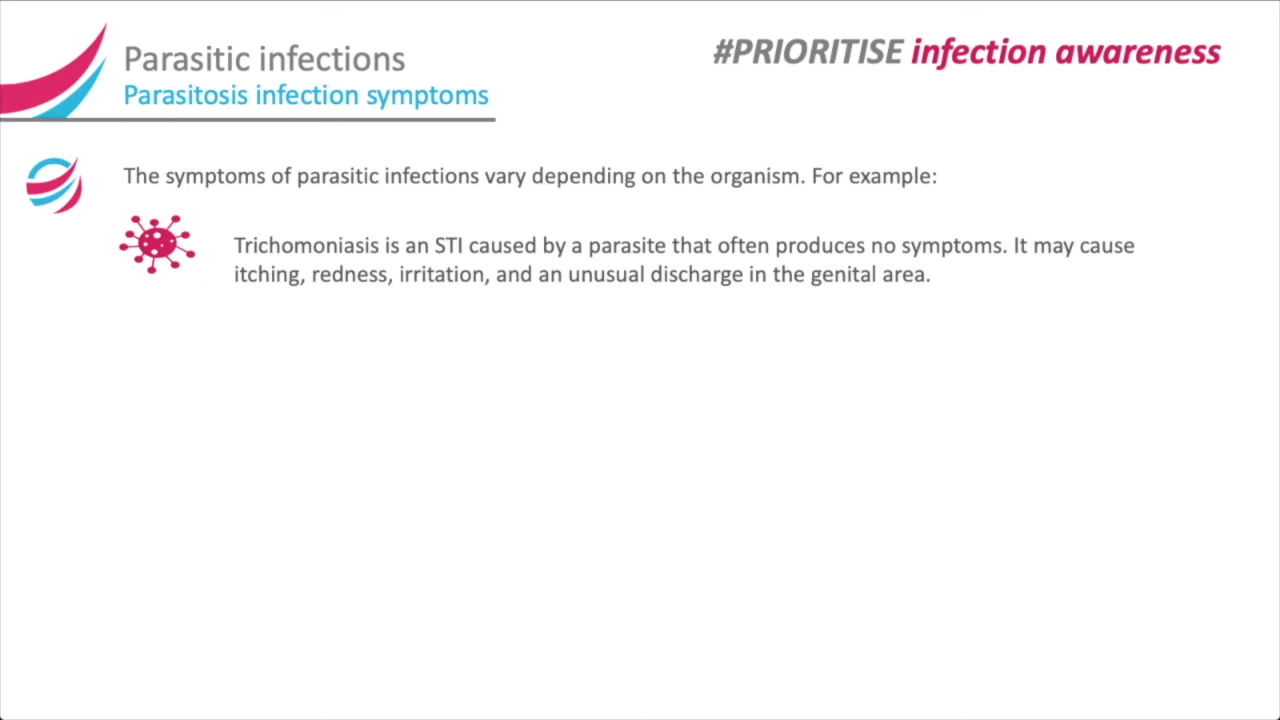 Parasitic infections
#PRIORITISE infection awareness
Parasitosis infection symptoms
The symptoms of parasitic infections vary depending on the organism. For example:
Trichomoniasis is an STI caused by a parasite that often produces no symptoms. It may cause
itching, redness, irritation, and an unusual discharge in the genital area.